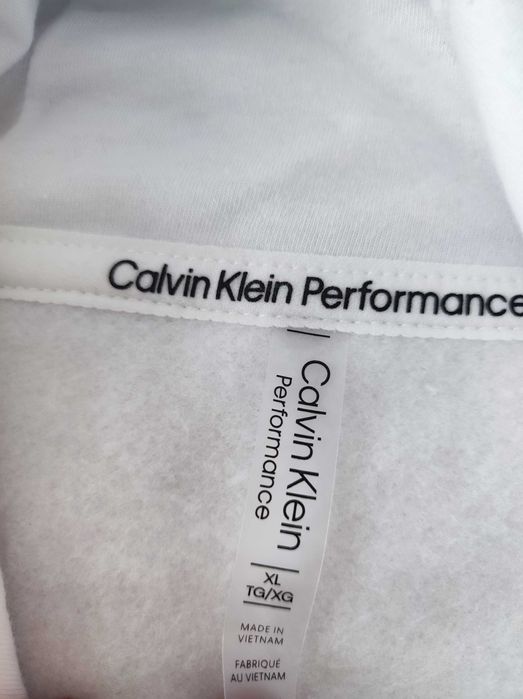 Calvin Klein Performance
Calvin Klein
Performance
XL
TG/XG
MADE IN
VIETNAM
FABRIQUÉ
AU VIETNAM